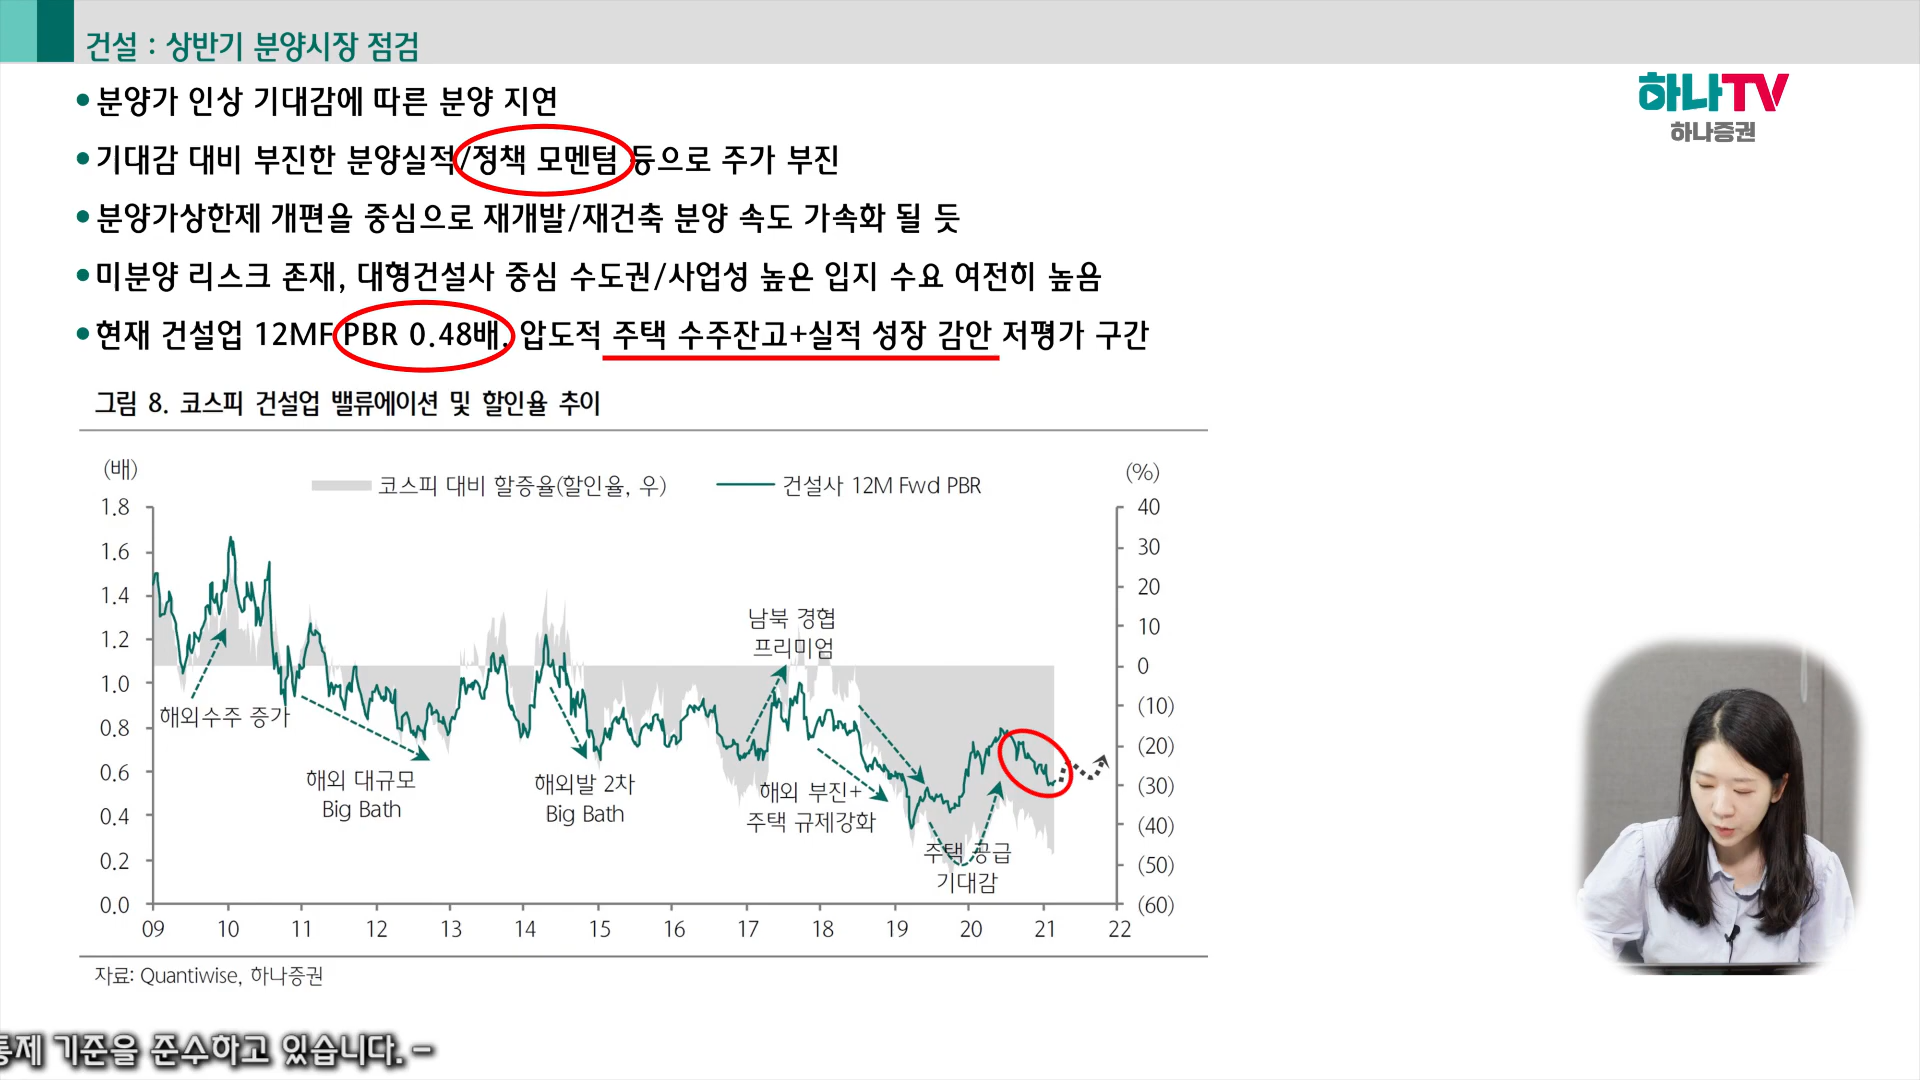 건설 : 상반기 분양시장 점검
하나TV
하나증권
•분양가 인상 기대감에 따른 분양 지연
•기대감 대비 부진한 분양실적/정책 모멘텀 등으로 주가 부진
•분양가상한제 개편을 중심으로 재개발/재건축 분양 속도 가속화 될 듯
•미분양 리스크 존재, 대형건설사 중심 수도권/사업성 높은 입지 수요 여전히 높음
•현재 건설업 12MF PBR 0.48배. 압도적 주택 수주잔고+실적 성장 감안 저평가 구간
그림 8. 코스피 건설업 밸류에이션 및 할인율 추이
(배)
(%)
코스피 대비 할증율(할인율, 우)
건설사 12M Fwd PBR
1.8
1.6
1.4
1.2
1.0
0.8
0.6
0.4
0.2
0.0
40
30
20
10
0
(10)
(20)
(30)
(40)
(50)
(60)
해외수주 증가
해외 대규모
Big Bath
해외발 2차
Big Bath
남북 경협
프리미엄
해외 부진+
주택 규제강화
주택 공급
기대감
09 10 11 12 13 14 15 16 17 18 19 20 21 22
자료: Quantiwise, 하나증권
통제 기준을 준수하고 있습니다. -